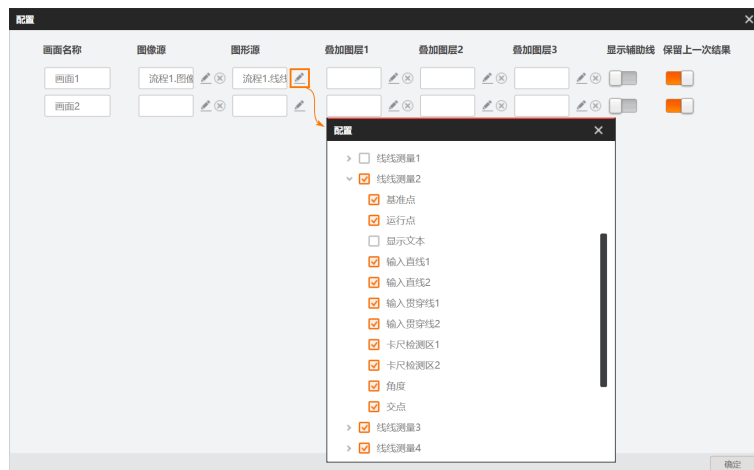 配置
画面名称 图像源 图形源 叠加图层1 叠加图层2 叠加图层3 显示辅助线 保留上一次结果
画面1 流程1.图像 流程1.线线
画面2
配置
线线测量1
线线测量2
基准点
运行点
显示文本
输入直线1
输入直线2
输入贯穿线1
输入贯穿线2
卡尺检测区1
卡尺检测区2
角度
交点
线线测量3
线线测量4
确定